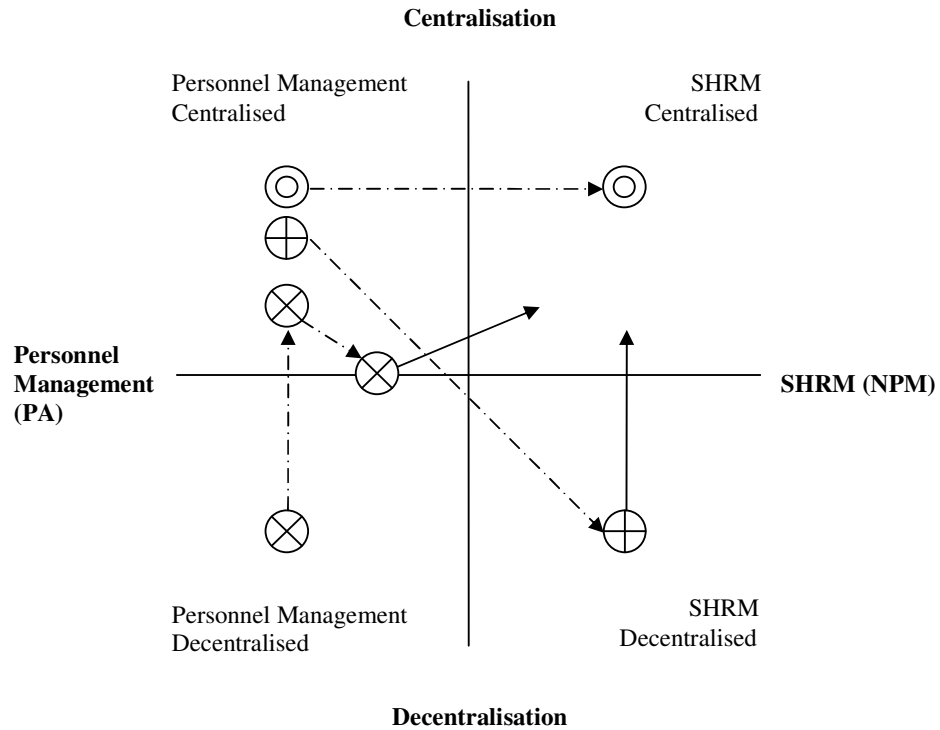 Centralisation
Personnel Management
Centralised
SHRM
Centralised
Personnel
Management
(PA)
SHRM (NPM)
Personnel Management
Decentralised
SHRM
Decentralised
Decentralisation